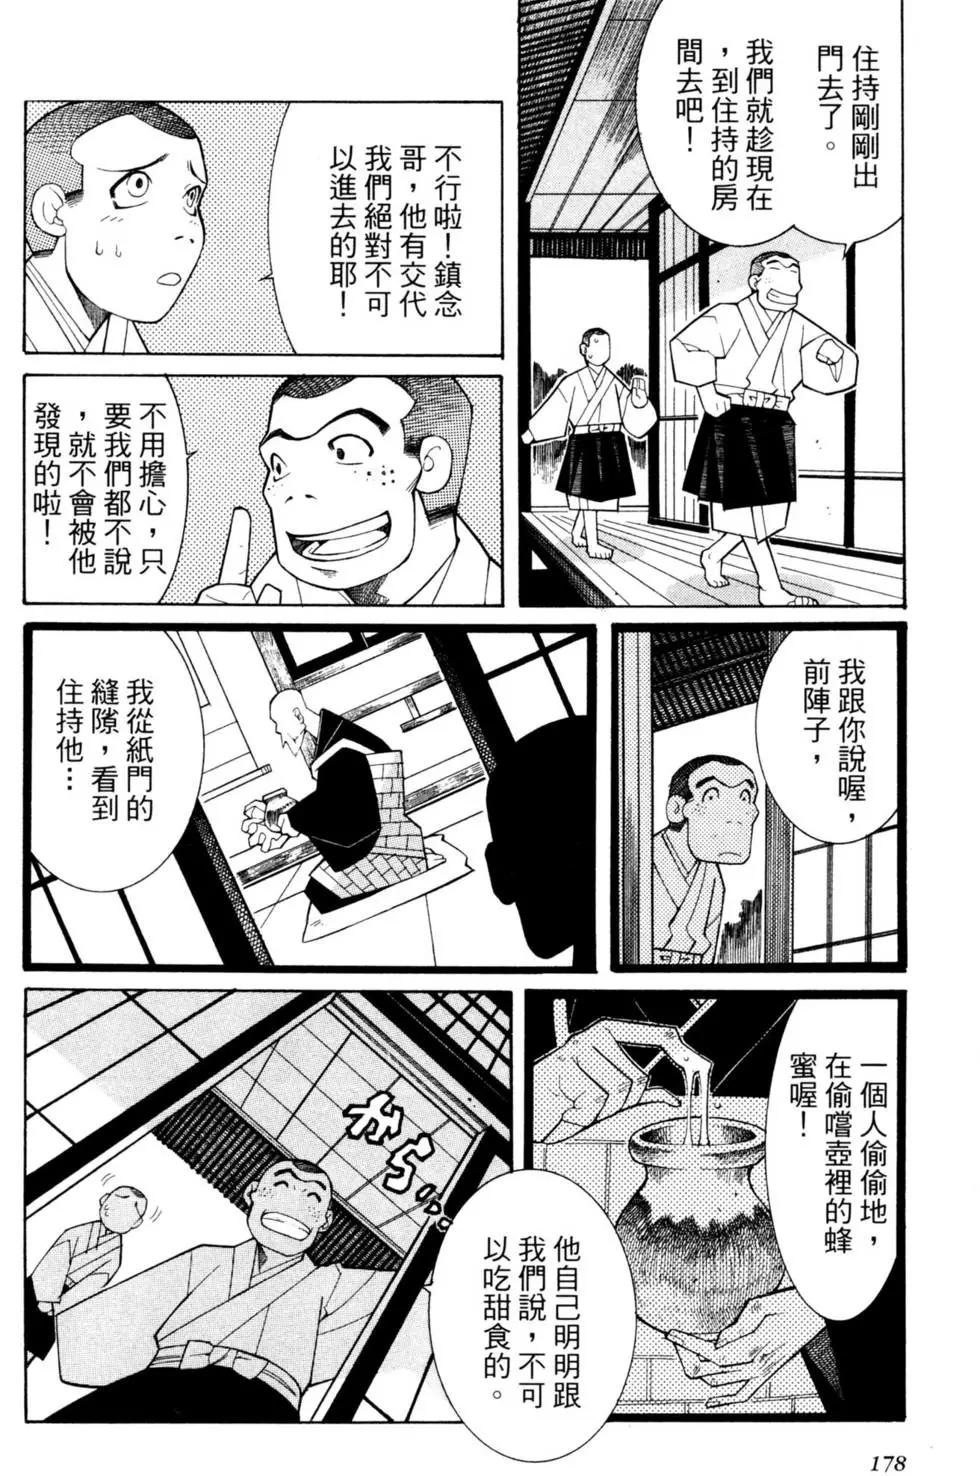 住持剛剛出
門去了。
我們就趁現在
，到住持的房
間去吧！
不行啦！鎮念
哥，他有交代
我們絕對不可
以進去的耶！
不用擔心，只
要我們都不說
，就不會被他
發現的啦！
我跟你說喔，
前陣子，
我從紙門的
縫隙，看到
住持他…
一個人偷偷地，
在偷嚐壺裡的蜂
蜜喔！
他自己明明跟
我們說，不可
以吃甜食的。
178